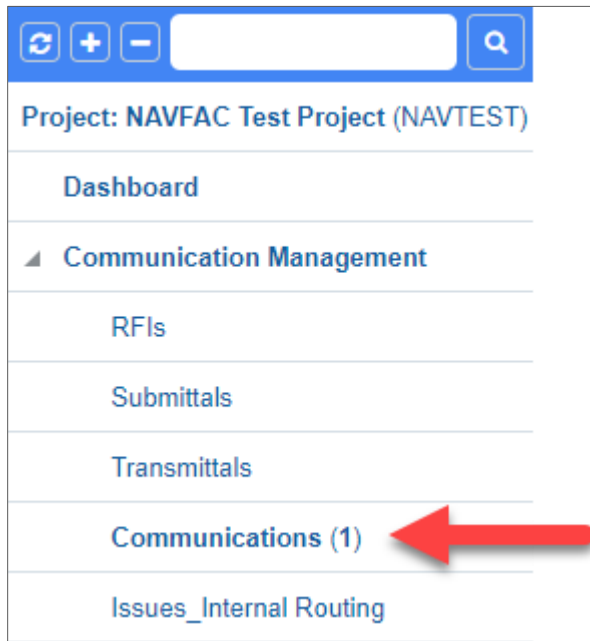 Project: NAVFAC Test Project (NAVTEST)
Dashboard
Communication Management
RFIs
Submittals
Transmittals
Communications (1)
Issues_Internal Routing